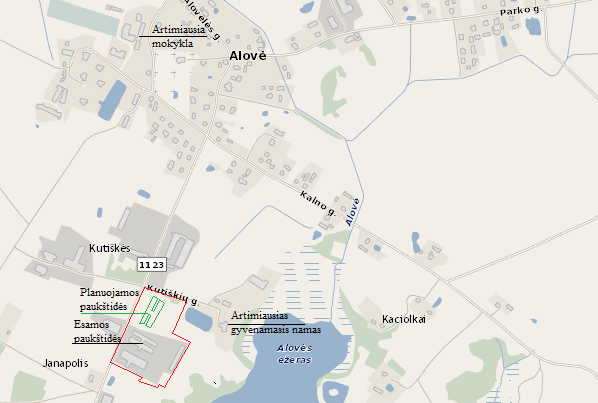 Alovėlės g.
Parko g.
Artimiausia
mokykla
Alovė
Kalno g.
Alovė
Kutiškės
1123
Kutiškių g.
Planuojamos
paukštidės
Esamos
paukštidės
Artimiausias
gyvenamasis namas
Kaciolkai
Alovės
ežeras
Janapolis